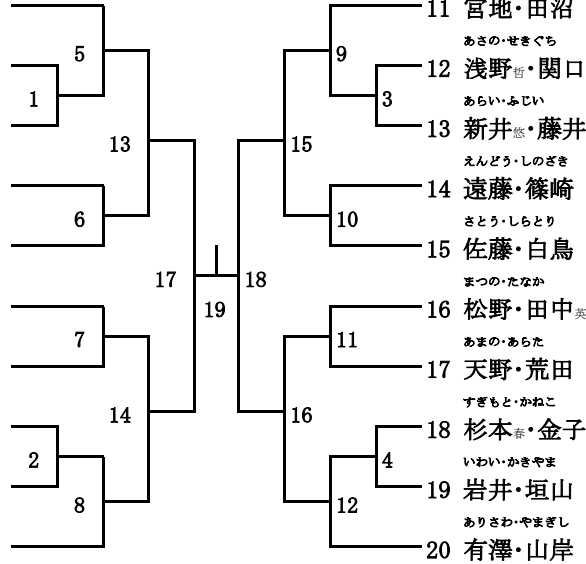 11 宮地・田沼
あさの・せきぐち
12 浅野哲・関口
あらい・ふじい
13 新井悠・藤井
えんどう・しのざき
14 遠藤・篠崎
さとう・しらとり
15 佐藤・白鳥
まつの・たなか
16 松野・田中英
あまの・あらた
17 天野・荒田
すぎもと・かねこ
18 杉本春・金子
いわい・かきやま
19 岩井・垣山
ありさわ・やまぎし
20 有澤・山岸
5
1
13
6
17
7
14
2
8
19
18
9
3
15
10
11
16
4
12